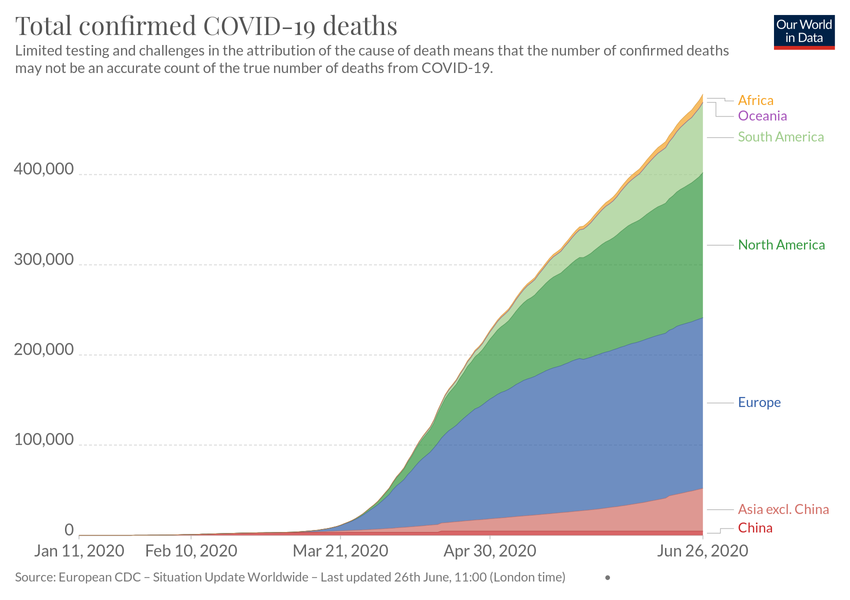 Total confirmed COVID-19 deaths
Our World
in Data
Limited testing and challenges in the attribution of the cause of death means that the number of confirmed deaths
may not be an accurate count of the true number of deaths from COVID-19.
Africa
Oceania
South America
400,000
North America
300,000
200,000
Europe
100,000
Asia excl. China
China
0
Jan 11, 2020 Feb 10, 2020 Mar 21, 2020 Apr 30, 2020 Jun 26, 2020
Source: European CDC – Situation Update Worldwide – Last updated 26th June, 11:00 (London time) •